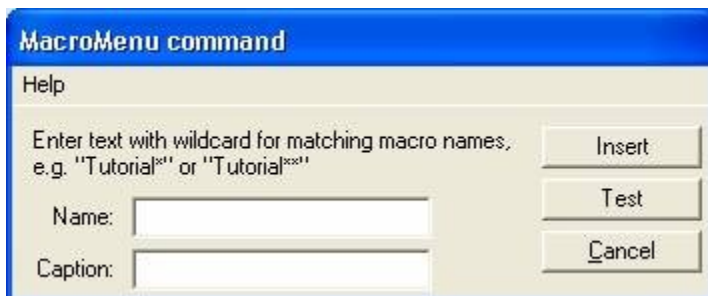 MacroMenu command
Help
Enter text with wildcard for matching macro names,
e.g. "Tutorial*" or "Tutorial**"
Insert
Name:
Test
Caption:
Cancel